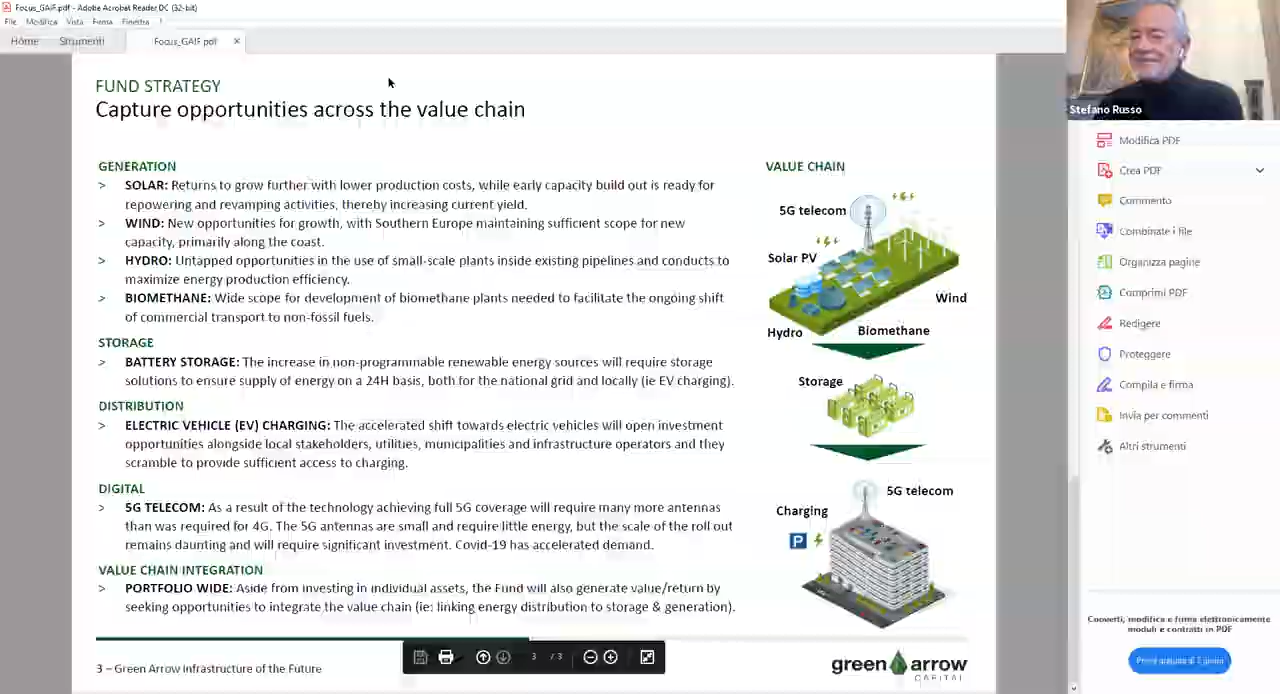 Focus_GAIF.pdf - Adobe Acrobat Reader DC (32-bit)
File Modifica Vista Firma Finestra ?
Home Strumenti Focus_GAIF.pdf ×
FUND STRATEGY
Capture opportunities across the value chain
GENERATION
> SOLAR: Returns to grow further with lower production costs, while early capacity build out is ready for
repowering and revamping activities, thereby increasing current yield.
> WIND: New opportunities for growth, with Southern Europe maintaining sufficient scope for new
capacity, primarily along the coast.
> HYDRO: Untapped opportunities in the use of small-scale plants inside existing pipelines and conducts to
maximize energy production efficiency.
> BIOMETHANE: Wide scope for development of biomethane plants needed to facilitate the ongoing shift
of commercial transport to non-fossil fuels.
STORAGE
> BATTERY STORAGE: The increase in non-programmable renewable energy sources will require storage
solutions to ensure supply of energy on a 24H basis, both for the national grid and locally (ie EV charging).
DISTRIBUTION
> ELECTRIC VEHICLE (EV) CHARGING: The accelerated shift towards electric vehicles will open investment
opportunities alongside local stakeholders, utilities, municipalities and infrastructure operators and they
scramble to provide sufficient access to charging.
DIGITAL
> 5G TELECOM: As a result of the technology achieving full 5G coverage will require many more antennas
than was required for 4G. The 5G antennas are small and require little energy, but the scale of the roll out
remains daunting and will require significant investment. Covid-19 has accelerated demand.
VALUE CHAIN INTEGRATION
> PORTFOLIO WIDE: Aside from investing in individual assets, the Fund will also generate value/return by
seeking opportunities to integrate the value chain (ie: linking energy distribution to storage & generation).
VALUE CHAIN
5G telecom
Solar PV
Wind
Hydro
Biomethane
Storage
5G telecom
Charging
P
3 – Green Arrow Infrastructure of the Future
3 / 3
green arrow
CAPITAL
Stefano Russo
Modifica PDF
Crea PDF
Commento
Combina i file
Organizza pagine
Comprimi PDF
Redigere
Proteggere
Compila e firma
Invia per commenti
Altri strumenti
Converti, modifica e firma elettronicamente
moduli e contratti in PDF